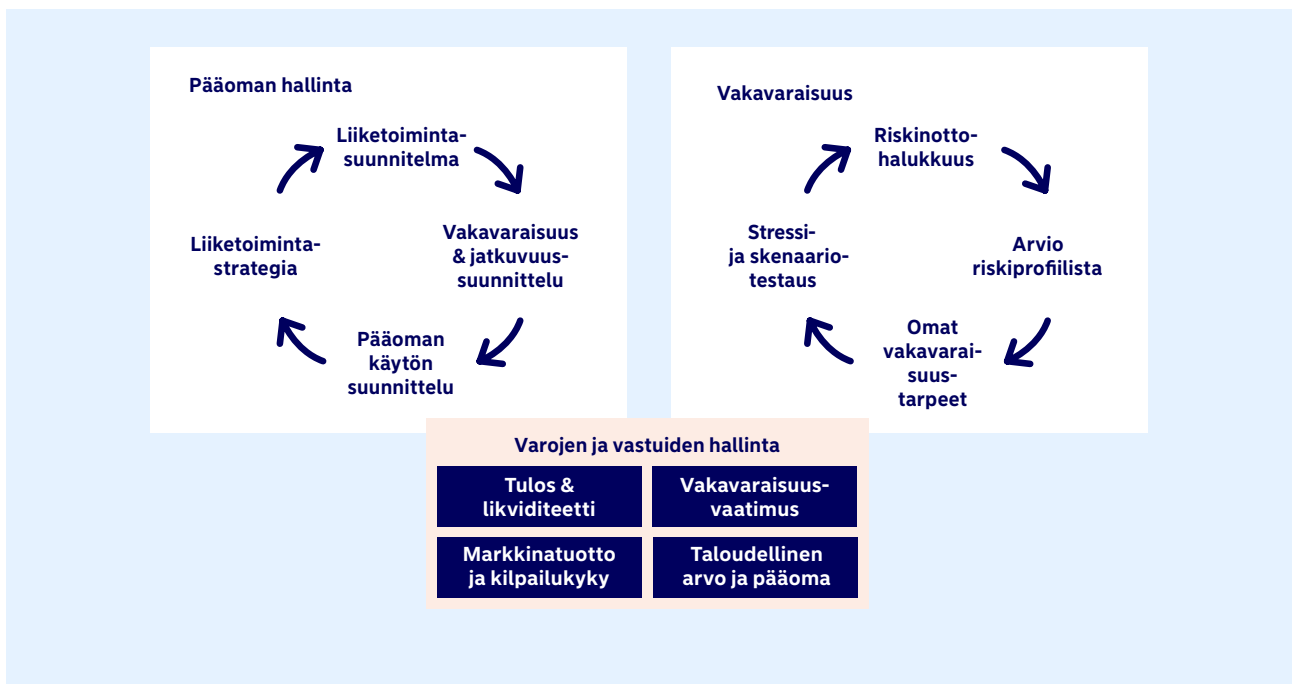 Pääoman hallinta
Liiketoiminta-
suunnitelma
Vakavaraisuus
& jatkuvuus-
suunnittelu
Pääoman
käytön
suunnittelu
Liiketoiminta-
strategia
Vakavaraisuus
Riskinotto-
halukkuus
Arvio
riskiprofiilista
Omat
vakavarai-
suus-
tarpeet
Stressi-
ja skenaario-
testaus
Varojen ja vastuiden hallinta
Tulos &
likviditeetti
Vakavaraisuus-
vaatimus
Markkinatuotto
ja kilpailukyky
Taloudellinen
arvo ja pääoma